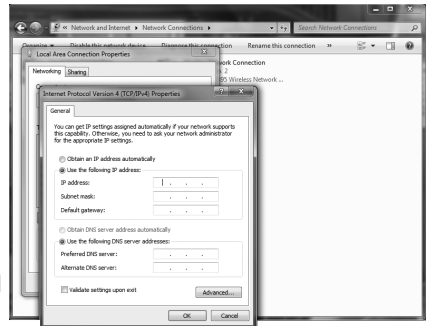 « Network and Internet ▸ Network Connections ▸
Search Network Connections
Organize Disable this network device Diagnose this connection Rename this connection »
Local Area Connection Properties
Networking Sharing
work Connection
2
95 Wireless Network ...
Internet Protocol Version 4 (TCP/IPv4) Properties
General
You can get IP settings assigned automatically if your network supports
this capability. Otherwise, you need to ask your network administrator
for the appropriate IP settings.
Obtain an IP address automatically
Use the following IP address:
IP address:
Subnet mask:
Default gateway:
Obtain DNS server address automatically
Use the following DNS server addresses:
Preferred DNS server:
Alternate DNS server:
Validate settings upon exit
Advanced...
OK Cancel